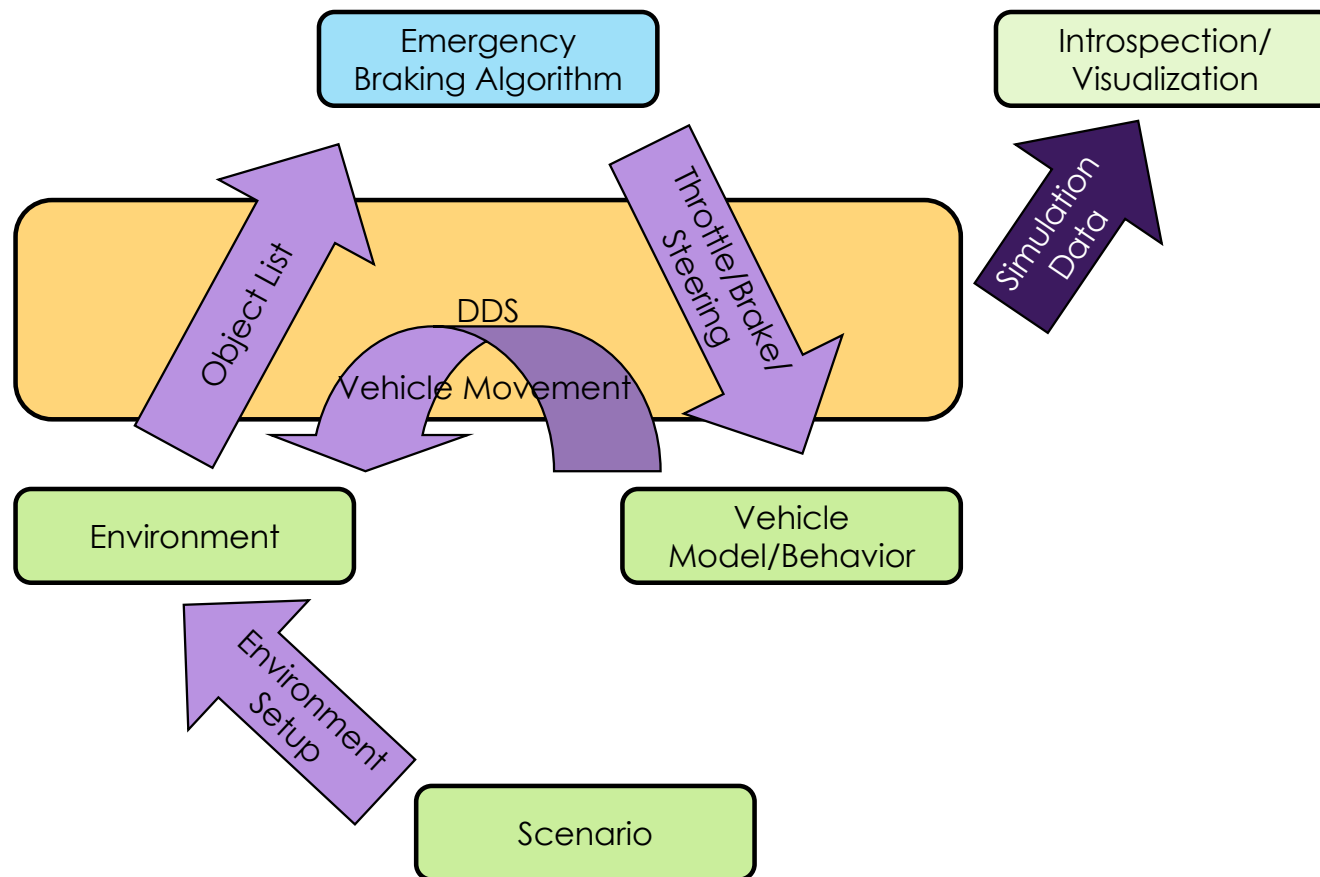 Emergency
Braking Algorithm
Introspection/
Visualization
Object List
Throttle/Brake/
Steering
Simulation
Data
DDS
Vehicle Movement
Environment
Vehicle
Model/Behavior
Environment
Setup
Scenario